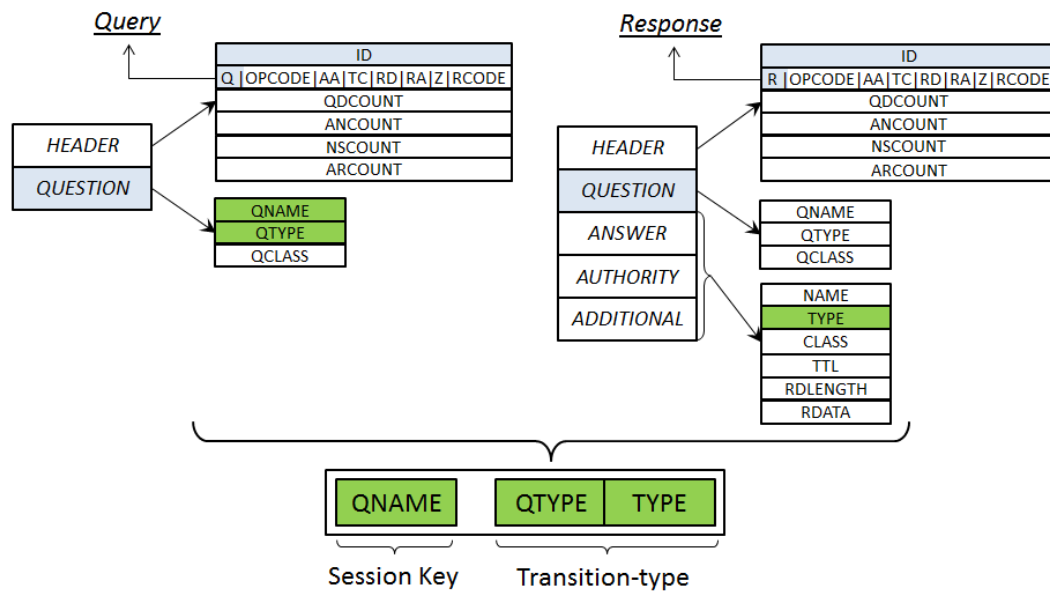 Query
ID
Q |OPCODE|AA|TC|RD|RA|Z|RCODE
QDCOUNT
ANCOUNT
NSCOUNT
ARCOUNT
HEADER
QUESTION
QNAME
QTYPE
QCLASS
Response
ID
R |OPCODE|AA|TC|RD|RA|Z|RCODE
QDCOUNT
ANCOUNT
NSCOUNT
ARCOUNT
HEADER
QUESTION
ANSWER
AUTHORITY
ADDITIONAL
QNAME
QTYPE
QCLASS
NAME
TYPE
CLASS
TTL
RDLENGTH
RDATA
QNAME QTYPE TYPE
Session Key Transition-type